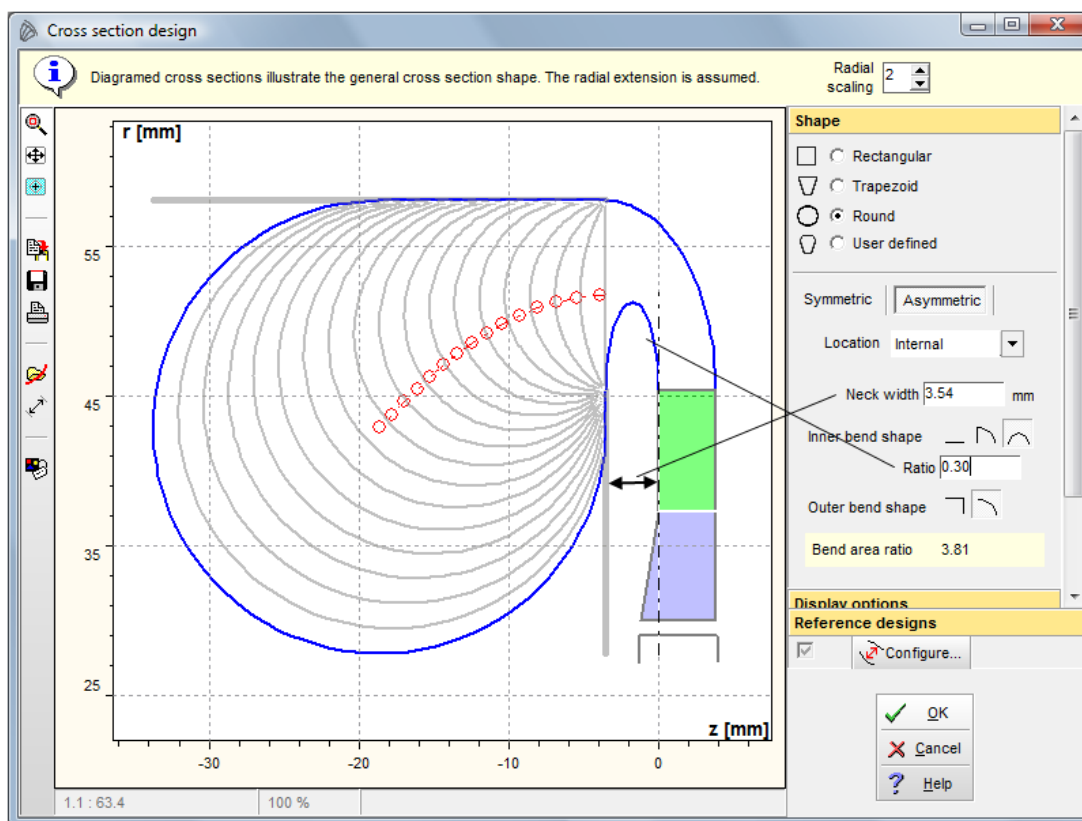 Cross section design
Diagramed cross sections illustrate the general cross section shape. The radial extension is assumed.
Radial
scaling
2
r [mm]
55
45
35
25
-30
-20
-10
0
z [mm]
1.1 : 63.4
100 %
Shape
Rectangular
Trapezoid
Round
User defined
Symmetric
Asymmetric
Location
Internal
Neck width
3.54
mm
Inner bend shape
Ratio
0.30
Outer bend shape
Bend area ratio
3.81
Display options
Reference designs
Configure...
OK
Cancel
Help